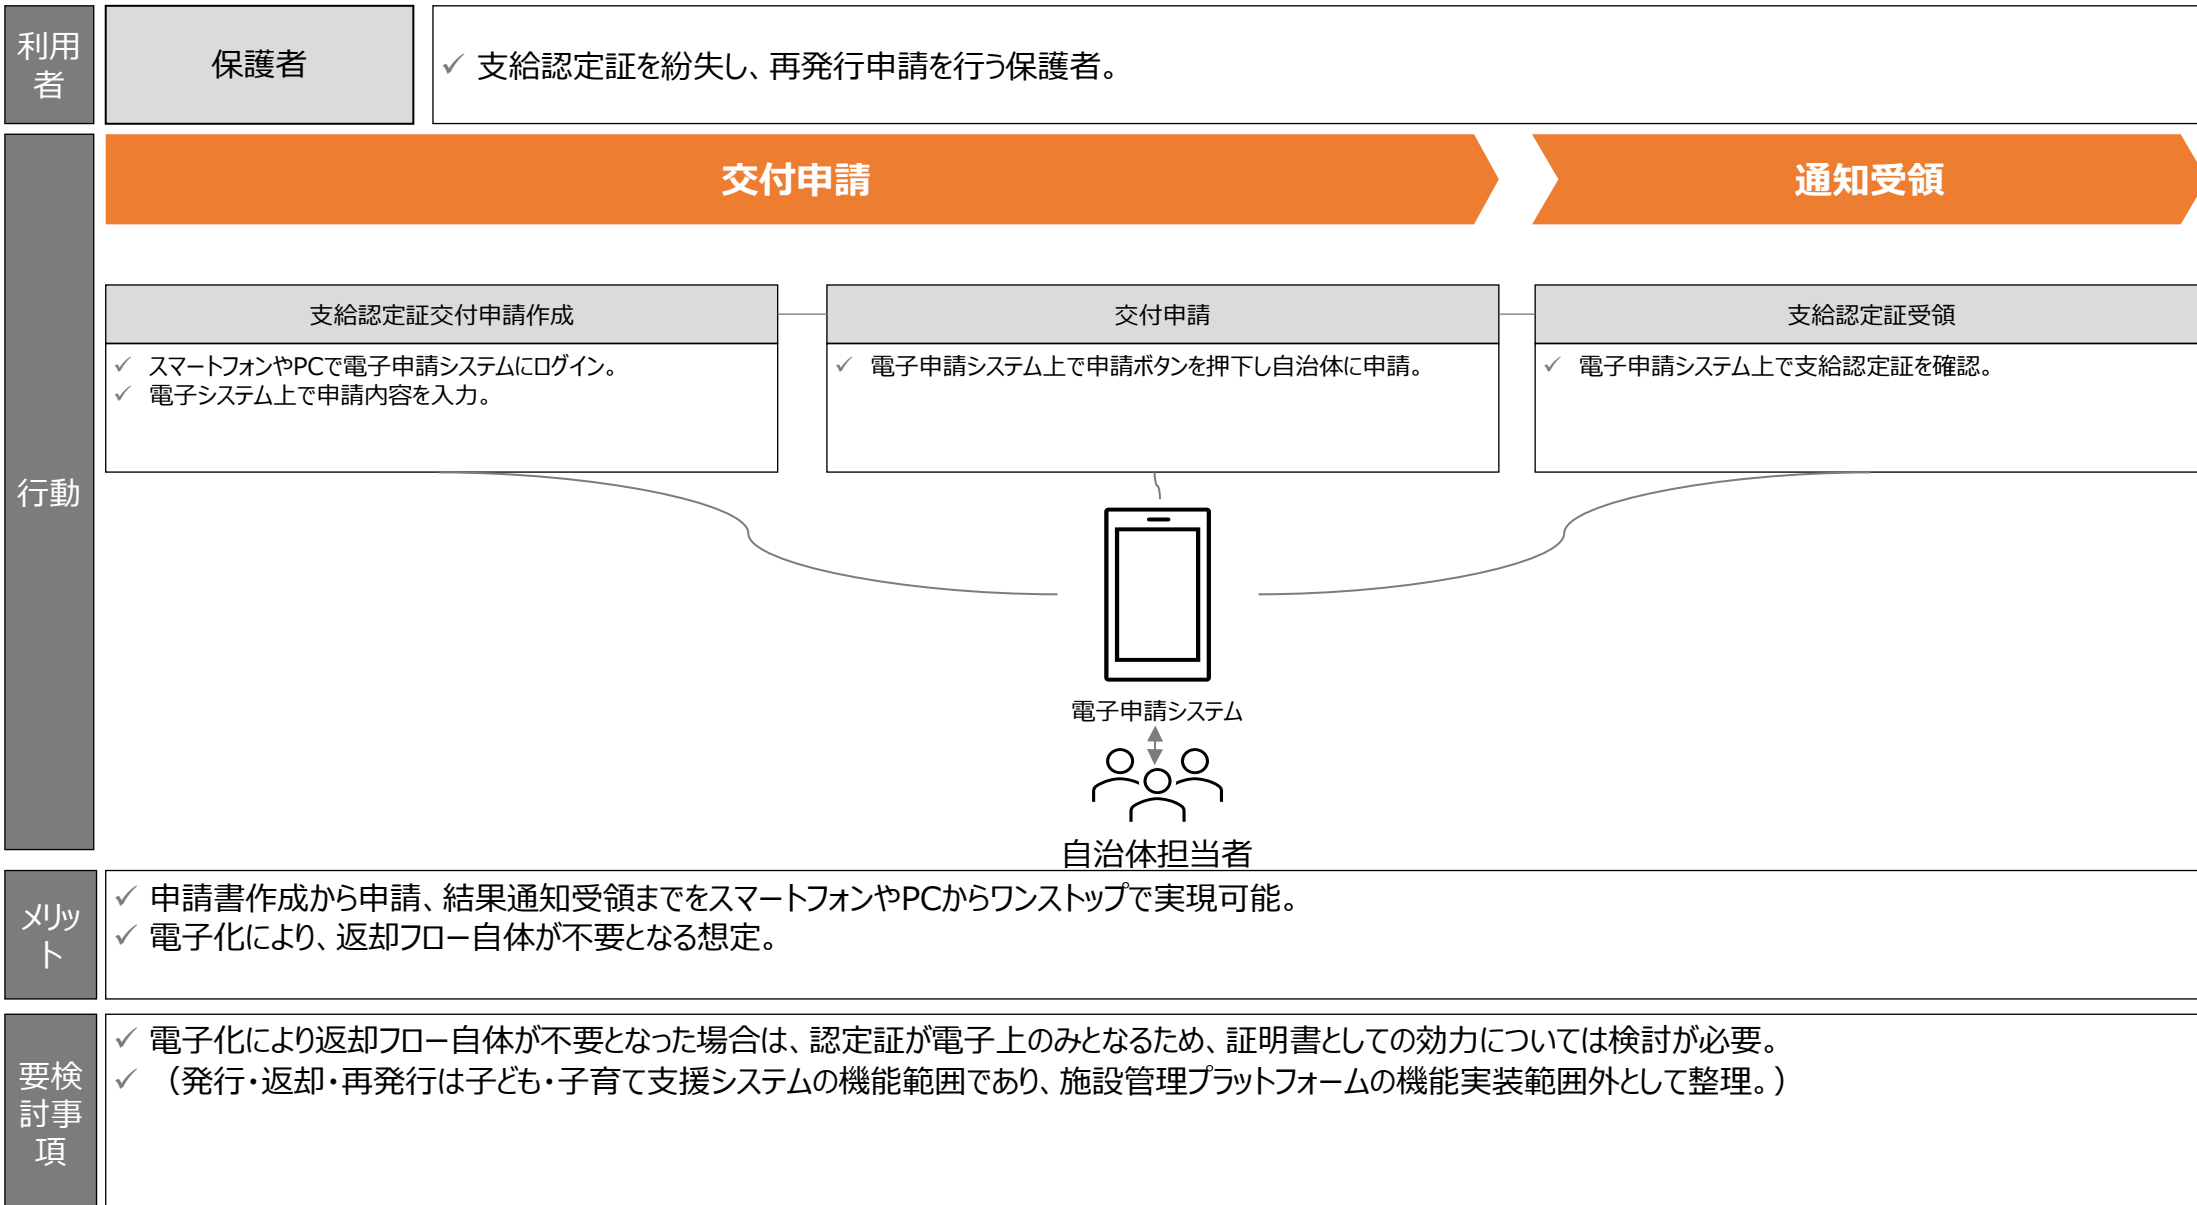 利用
者
保護者
✓ 支給認定証を紛失し、再発行申請を行う保護者。
行動
交付申請
通知受領
支給認定証交付申請作成
✓ スマートフォンやPCで電子申請システムにログイン。
✓ 電子システム上で申請内容を入力。
交付申請
✓ 電子申請システム上で申請ボタンを押下し自治体に申請。
支給認定証受領
✓ 電子申請システム上で支給認定証を確認。
電子申請システム
自治体担当者
メリッ
ト
✓ 申請書作成から申請、結果通知受領までをスマートフォンやPCからワンストップで実現可能。
✓ 電子化により、返却フロー自体が不要となる想定。
要検
討事
項
✓ 電子化により返却フロー自体が不要となった場合は、認定証が電子上のみとなるため、証明書としての効力については検討が必要。
✓ （発行・返却・再発行は子ども・子育て支援システムの機能範囲であり、施設管理プラットフォームの機能実装範囲外として整理。）